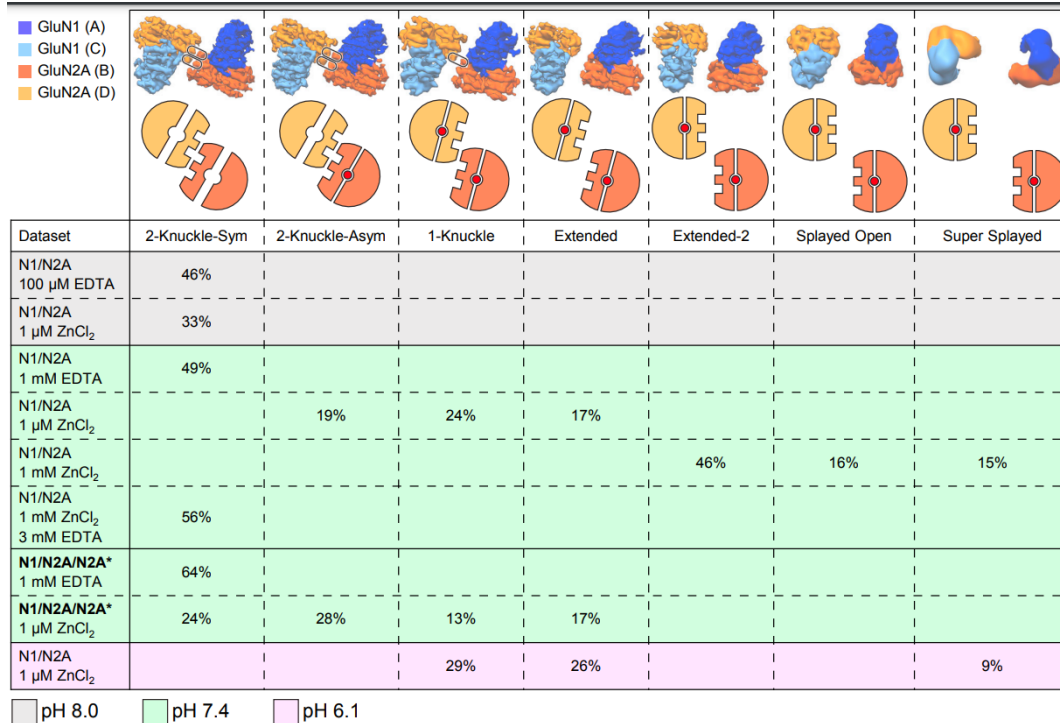 GluN1 (A)
GluN1 (C)
GluN2A (B)
GluN2A (D)
Dataset 2-Knuckle-Sym 2-Knuckle-Asym 1-Knuckle Extended Extended-2 Splayed Open Super Splayed
N1/N2A
100 µM EDTA
46%
N1/N2A
1 µM ZnCl₂
33%
N1/N2A
1 mM EDTA
49%
N1/N2A
1 µM ZnCl₂
19% 24% 17%
N1/N2A
1 mM ZnCl₂
46% 16% 15%
N1/N2A
1 mM ZnCl₂
3 mM EDTA
56%
N1/N2A/N2A*
1 mM EDTA
64%
N1/N2A/N2A*
1 µM ZnCl₂
24% 28% 13% 17%
N1/N2A
1 µM ZnCl₂
29% 26% 9%
pH 8.0 pH 7.4 pH 6.1